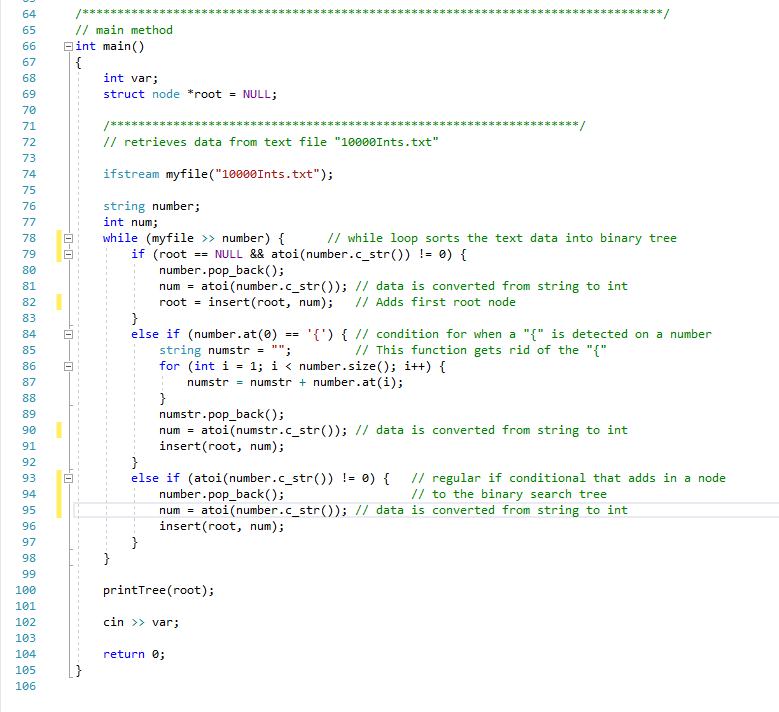 64 /***********************************************************************************/
65 // main method
66 int main()
67 {
68 int var;
69 struct node *root = NULL;
70
71 /*******************************************************************/
72 // retrieves data from text file "10000Ints.txt"
73
74 ifstream myfile("10000Ints.txt");
75
76 string number;
77 int num;
78 while (myfile >> number) { // while loop sorts the text data into binary tree
79 if (root == NULL && atoi(number.c_str()) != 0) {
80 number.pop_back();
81 num = atoi(number.c_str()); // data is converted from string to int
82 root = insert(root, num); // Adds first root node
83 }
84 else if (number.at(0) == '{') { // condition for when a "{" is detected on a number
85 string numstr = ""; // This function gets rid of the "{"
86 for (int i = 1; i < number.size(); i++) {
87 numstr = numstr + number.at(i);
88 }
89 numstr.pop_back();
90 num = atoi(numstr.c_str()); // data is converted from string to int
91 insert(root, num);
92 }
93 else if (atoi(number.c_str()) != 0) { // regular if conditional that adds in a node
94 number.pop_back(); // to the binary search tree
95 num = atoi(number.c_str()); // data is converted from string to int
96 insert(root, num);
97 }
98 }
99
100 printTree(root);
101
102 cin >> var;
103
104 return 0;
105 }
106